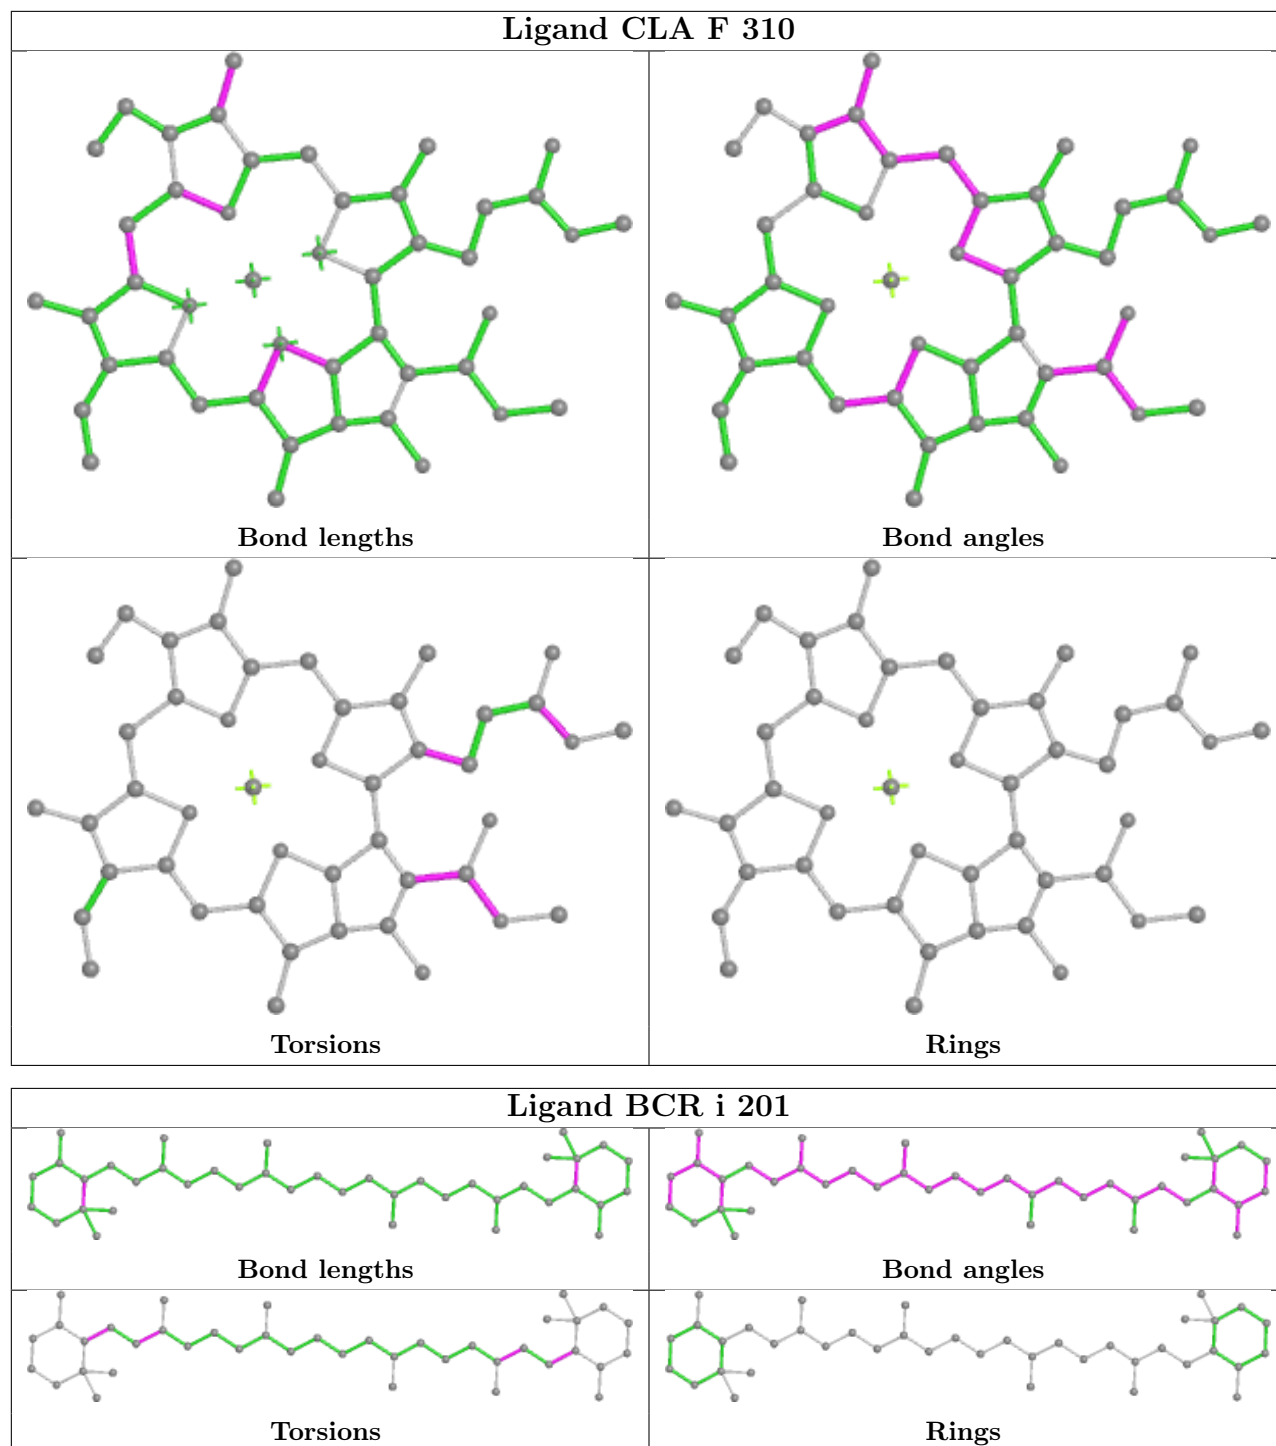 Ligand CLA F 310
Bond lengths
Bond angles
Torsions
Rings
Ligand BCR i 201
Bond lengths
Bond angles
Torsions
Rings